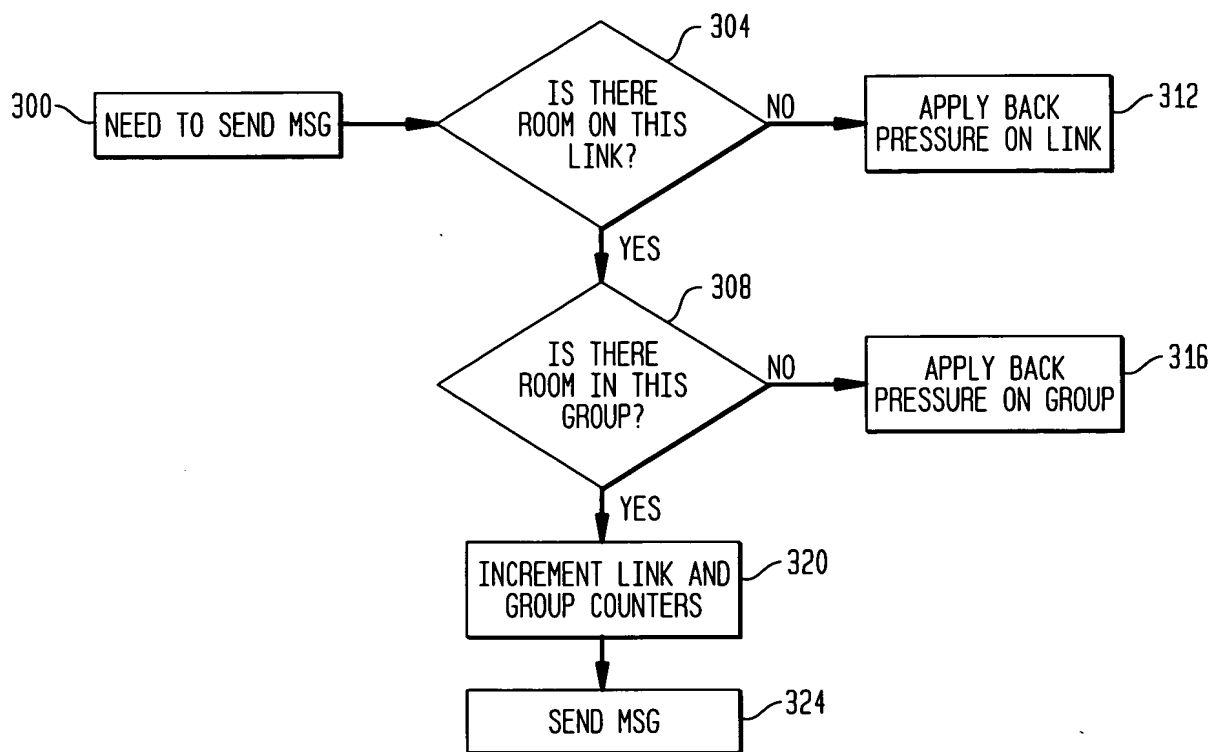 300
NEED TO SEND MSG
304
IS THERE
ROOM ON THIS
LINK?
NO
APPLY BACK
PRESSURE ON LINK
312
YES
308
IS THERE
ROOM IN THIS
GROUP?
NO
APPLY BACK
PRESSURE ON GROUP
316
YES
INCREMENT LINK AND
GROUP COUNTERS
320
SEND MSG
324